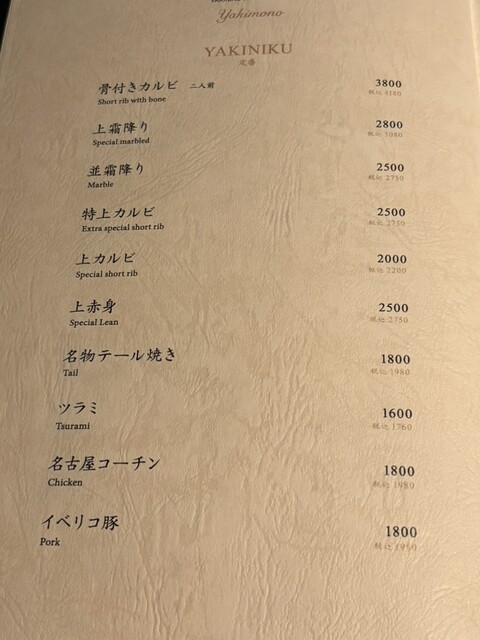 Yakimono
YAKINIKU
定番
骨付きカルビ 二人前 3800
Short rib with bone 税込 4180
上霜降り 2800
Special marbled 税込 3080
並霜降り 2500
Marble 税込 2750
特上カルビ 2500
Extra special short rib 税込 2750
上カルビ 2000
Special short rib 税込 2200
上赤身 2500
Special Lean 税込 2750
名物テール焼き 1800
Tail 税込 1980
ツラミ 1600
Tsurami 税込 1760
名古屋コーチン 1800
Chicken 税込 1980
イベリコ豚 1800
Pork 税込